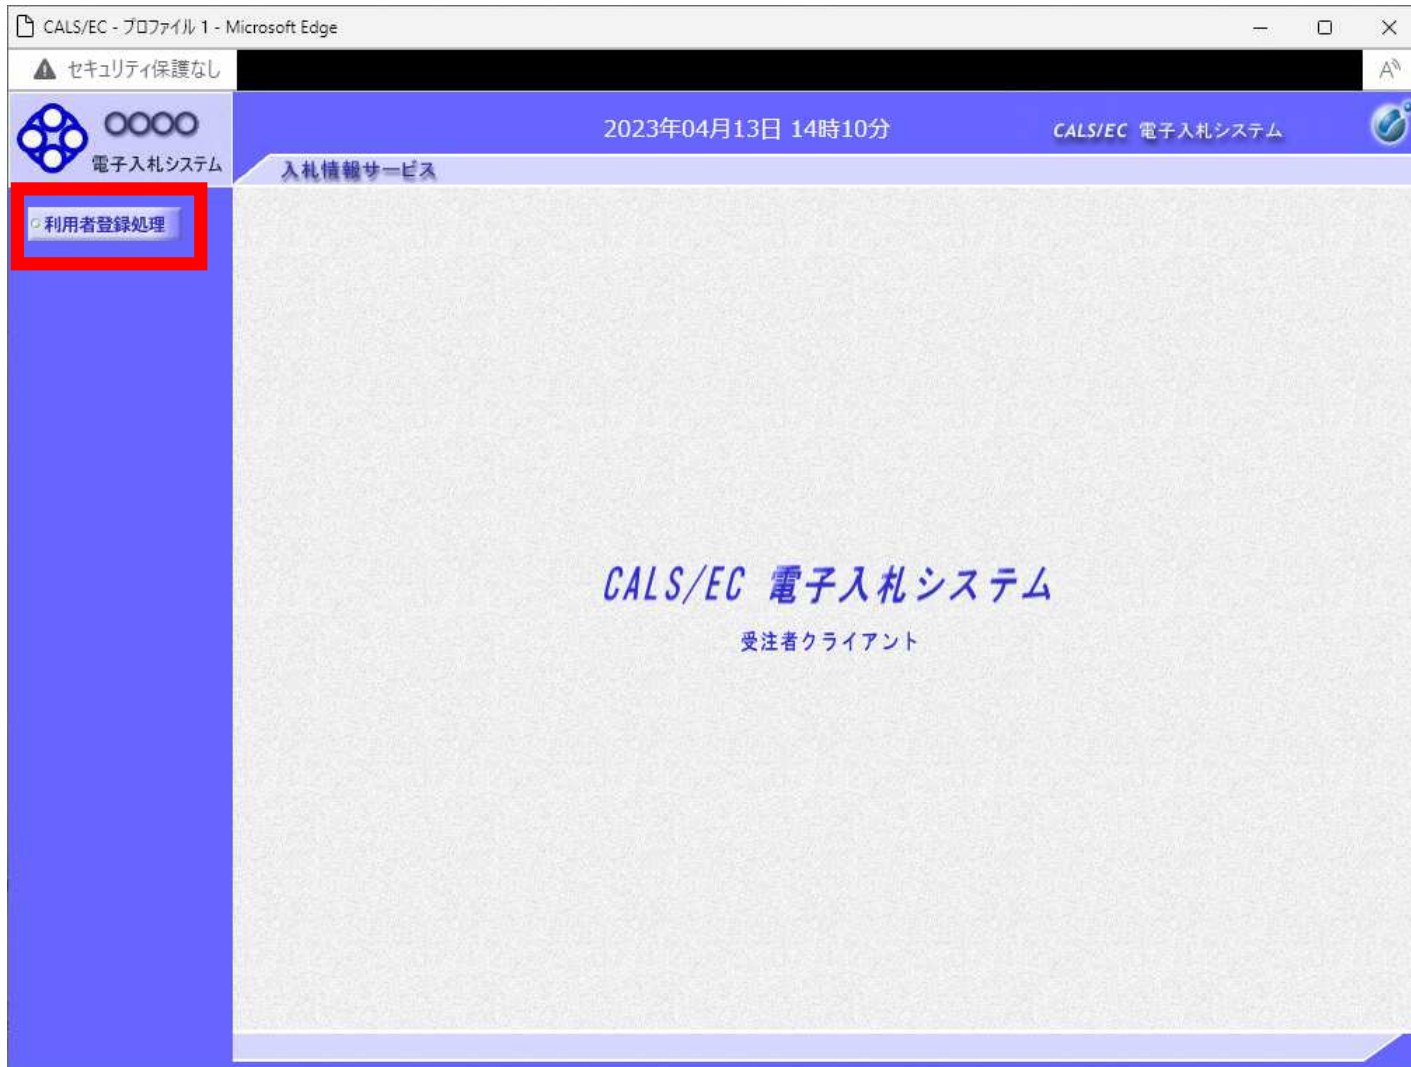 CALS/EC - プロファイル 1 - Microsoft Edge
セキュリティ保護なし
A
〇〇〇〇
電子入札システム
2023年04月13日 14時10分
CALS/EC 電子入札システム
入札情報サービス
利用者登録処理
CALS/EC 電子入札システム
受注者クライアント